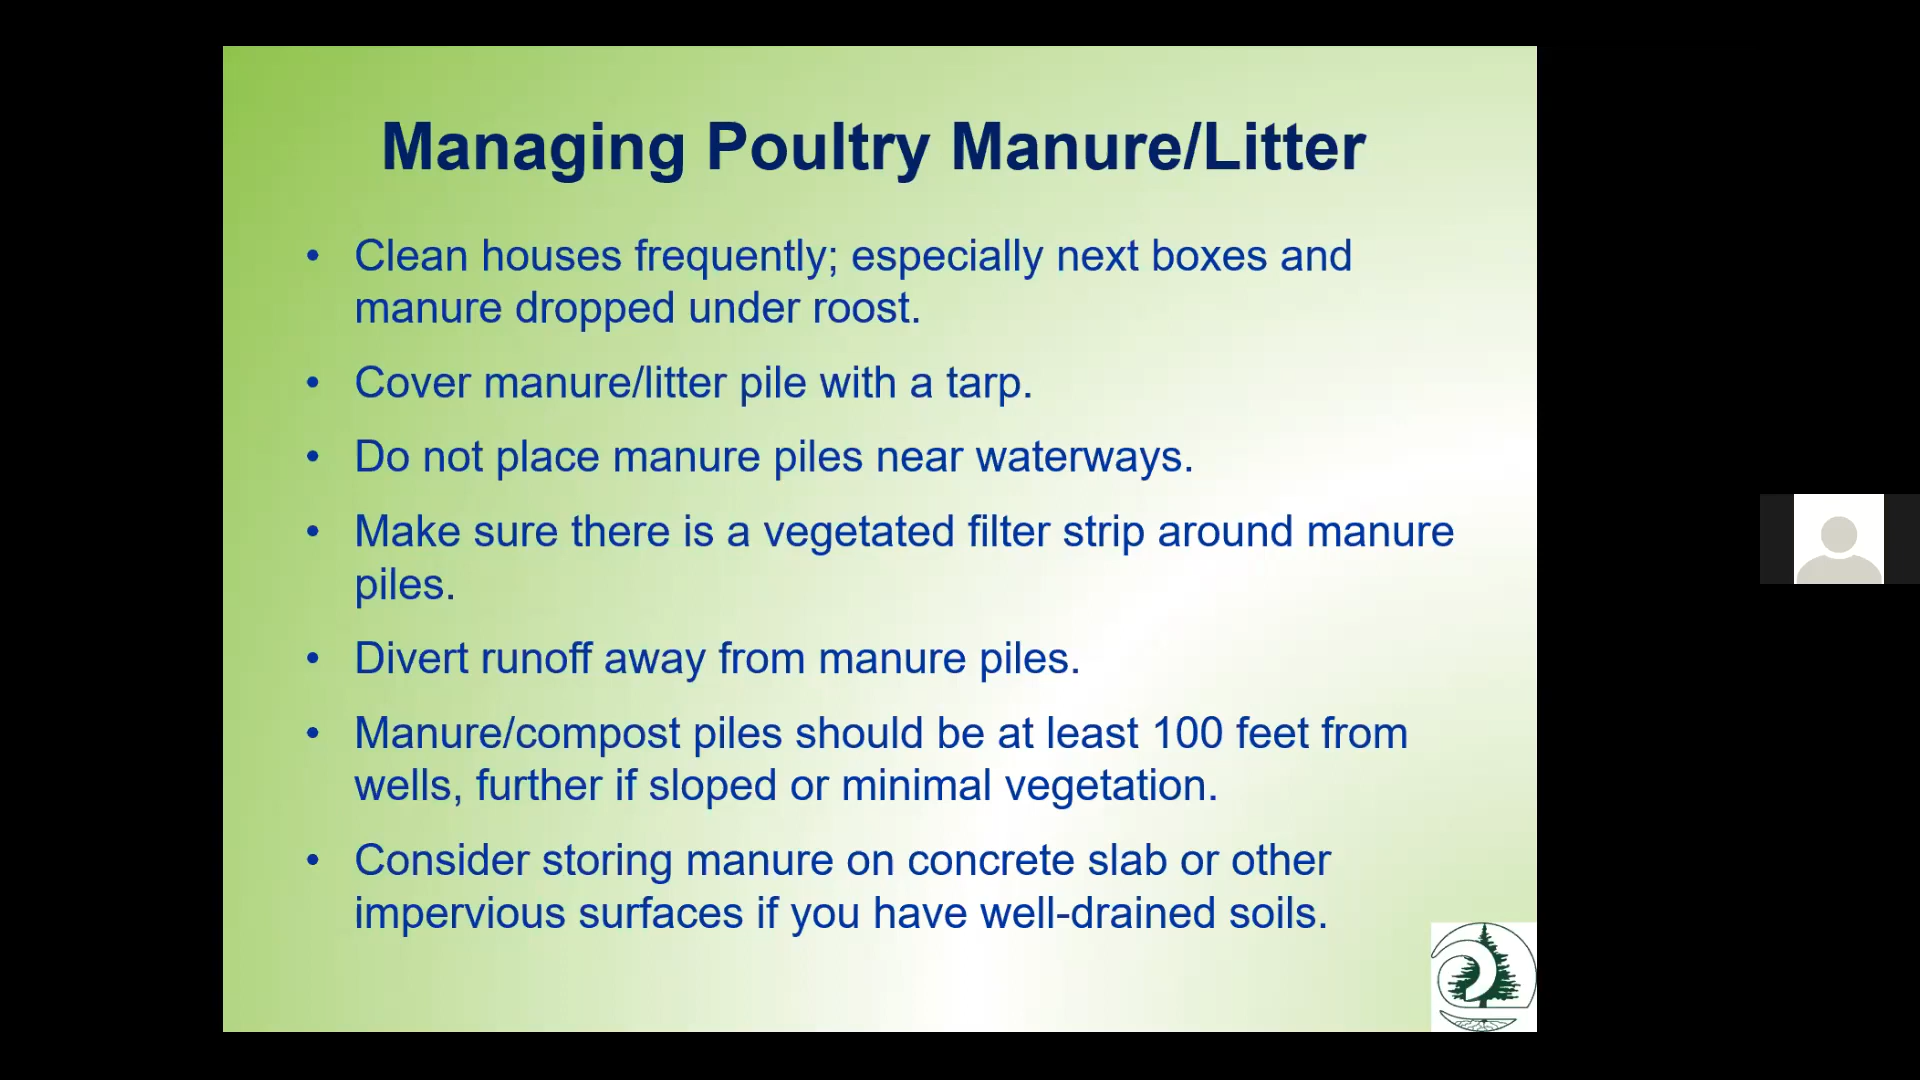 Managing Poultry Manure/Litter
• Clean houses frequently; especially next boxes and
manure dropped under roost.
• Cover manure/litter pile with a tarp.
• Do not place manure piles near waterways.
• Make sure there is a vegetated filter strip around manure
piles.
• Divert runoff away from manure piles.
• Manure/compost piles should be at least 100 feet from
wells, further if sloped or minimal vegetation.
• Consider storing manure on concrete slab or other
impervious surfaces if you have well-drained soils.